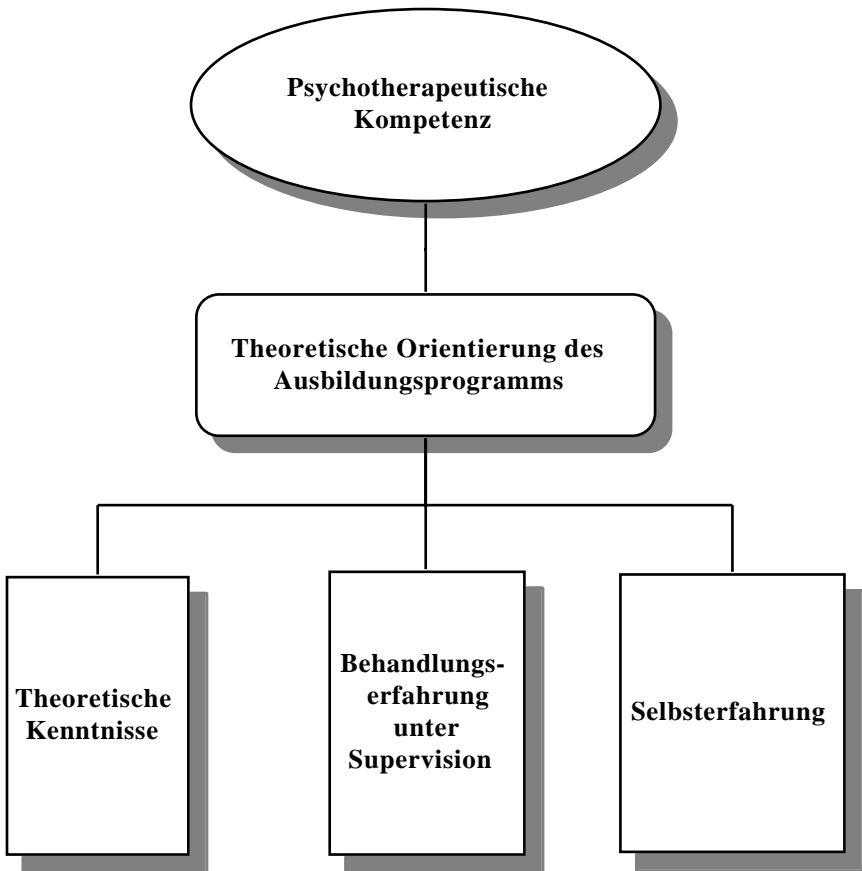 Psychotherapeutische
Kompetenz
Theoretische Orientierung des
Ausbildungsprogramms
Theoretische
Kenntnisse
Behandlungs-
erfahrung
unter
Supervision
Selbsterfahrung